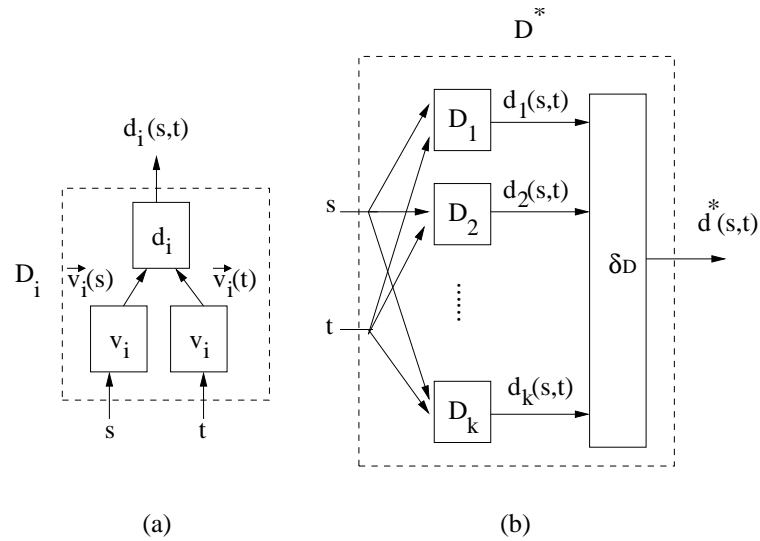 d_i(s,t)
D_i
d_i
v⃗_i(s)
v⃗_i(t)
v_i
v_i
s
t
(a)
D*
s
t
D_1
d_1(s,t)
D_2
d_2(s,t)
......
D_k
d_k(s,t)
δ_D
d*(s,t)
(b)